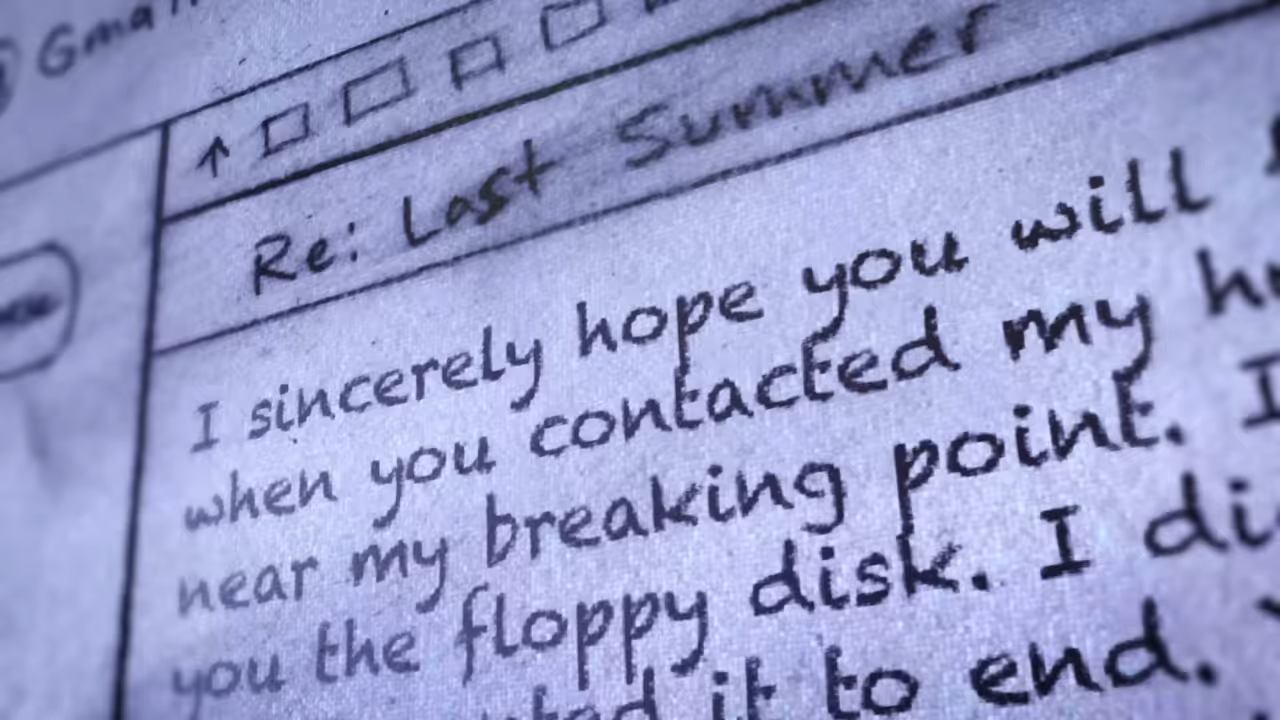 Gmail
Re: Last Summer
I sincerely hope you will
when you contacted my
near my breaking point. I
you the floppy disk. I
it to end.